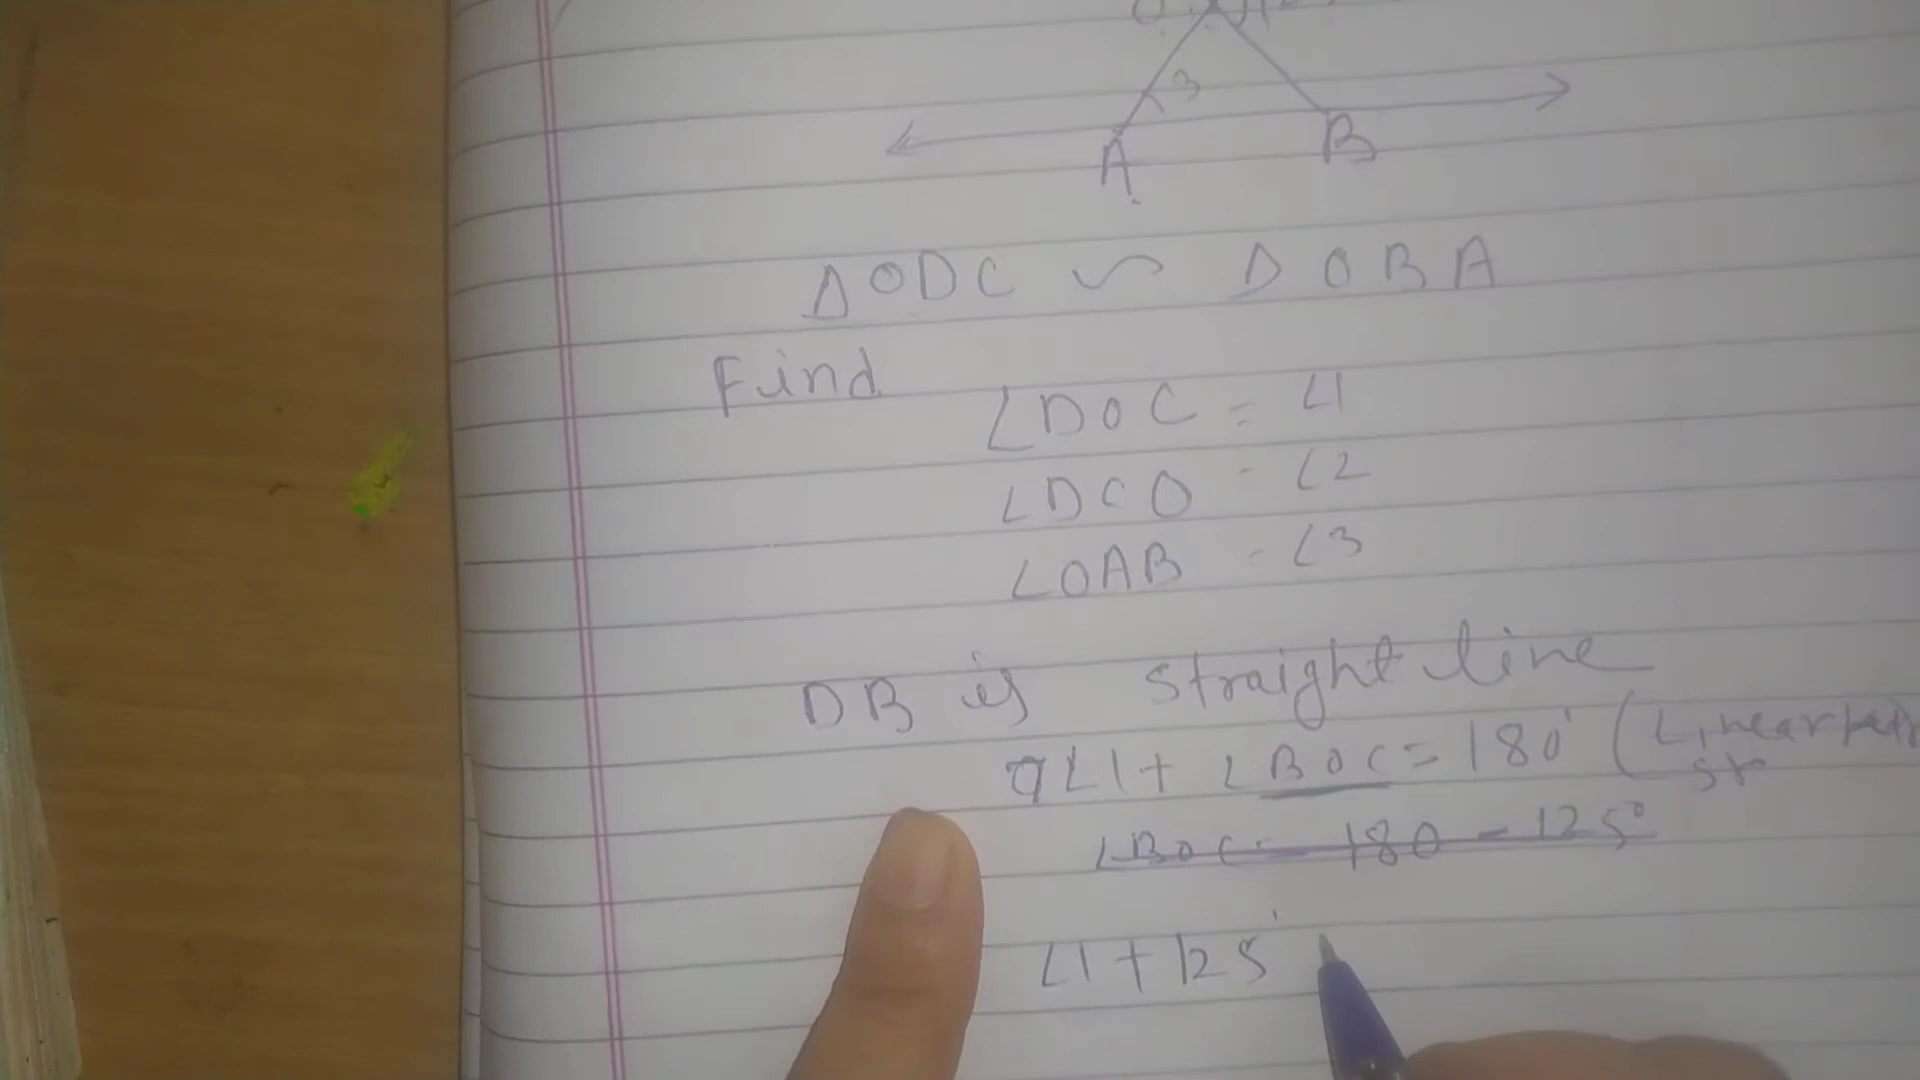 3
A B
ΔODC ∽ ΔOBA
Find
∠DOC = ∠1
∠DCO = ∠2
∠OAB = ∠3
DB is straight line
∠1 + ∠BOC = 180° (Linear
∠BOC = 180 - 125°
∠1 + 125°